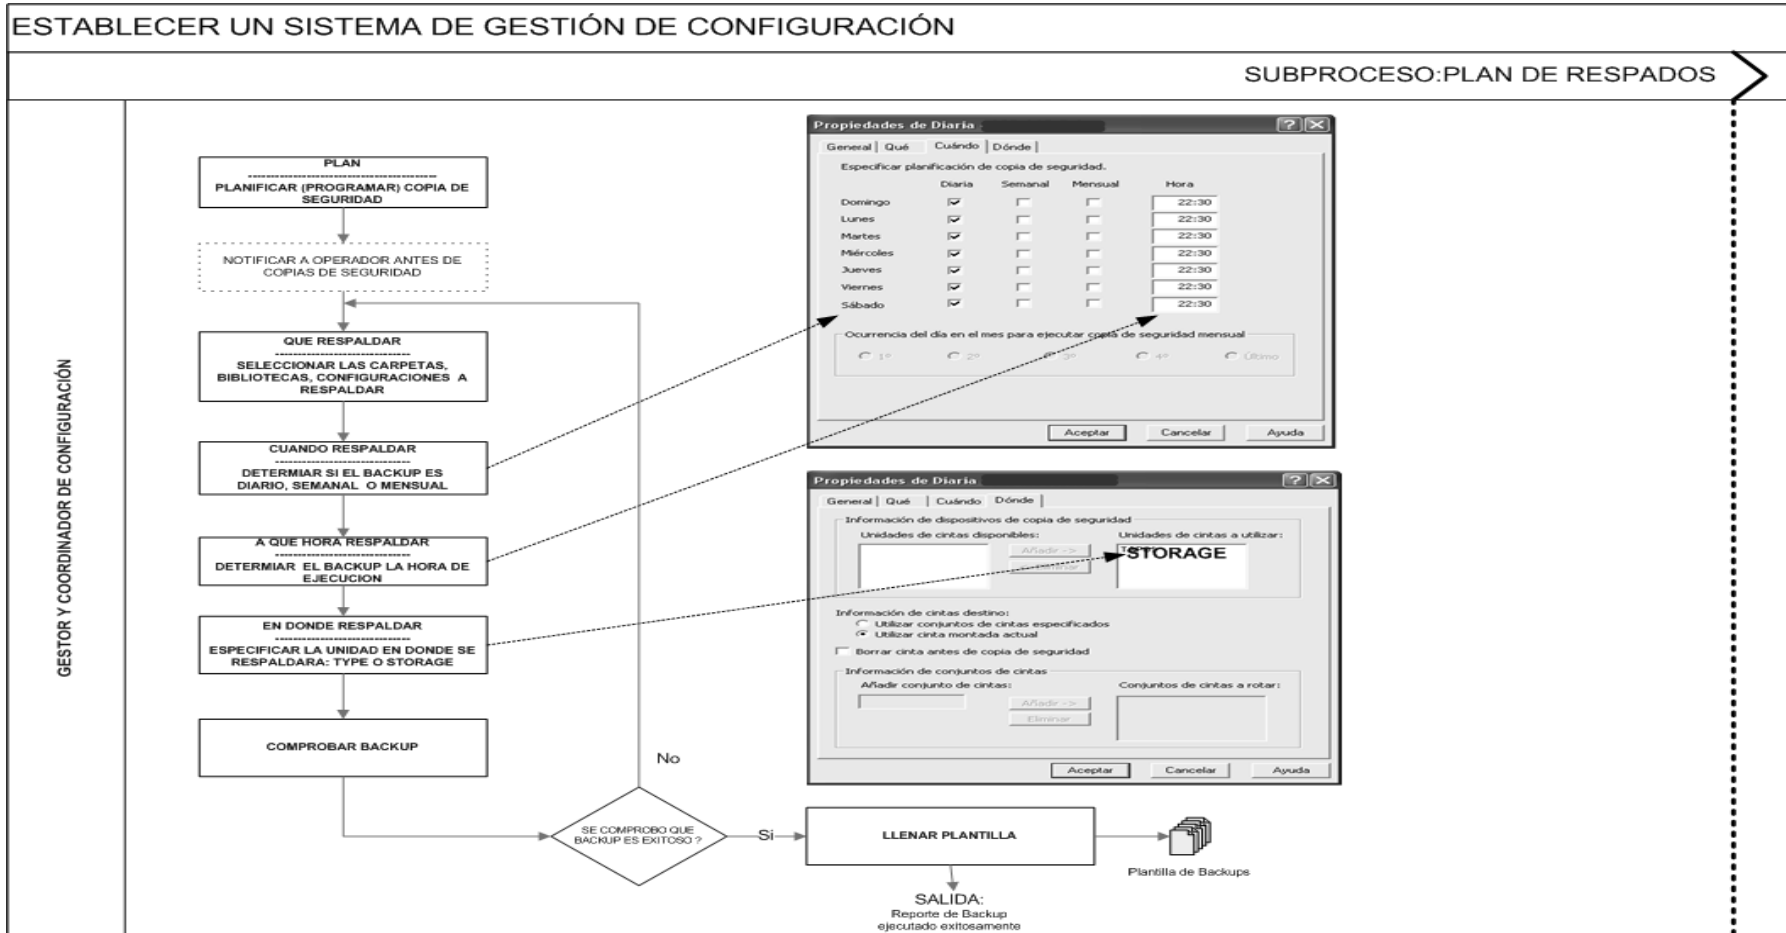 ESTABLECER UN SISTEMA DE GESTIÓN DE CONFIGURACIÓN
SUBPROCESO:PLAN DE RESPADOS
GESTOR Y COORDINADOR DE CONFIGURACIÓN
PLAN
PLANIFICAR (PROGRAMAR) COPIA DE
SEGURIDAD
NOTIFICAR A OPERADOR ANTES DE
COPIAS DE SEGURIDAD
QUE RESPALDAR
SELECCIONAR LAS CARPETAS,
BIBLIOTECAS, CONFIGURACIONES A
RESPALDAR
CUANDO RESPALDAR
DETERMIAR SI EL BACKUP ES
DIARIO, SEMANAL O MENSUAL
A QUE HORA RESPALDAR
DETERMIAR EL BACKUP LA HORA DE
EJECUCION
EN DONDE RESPALDAR
ESPECIFICAR LA UNIDAD EN DONDE SE
RESPALDARA: TYPE O STORAGE
COMPROBAR BACKUP
No
SE COMPROBO QUE
BACKUP ES EXITOSO ?
Si
LLENAR PLANTILLA
Plantilla de Backups
SALIDA:
Reporte de Backup
ejecutado exitosamente
Propiedades de Diaria
General Qué Cuándo Dónde
Especificar planificación de copia de seguridad.
Diaria Semanal Mensual Hora
Domingo 22:30
Lunes 22:30
Martes 22:30
Miércoles 22:30
Jueves 22:30
Viernes 22:30
Sábado 22:30
Ocurrencia del día en el mes para ejecutar copia de seguridad mensual
1º 2º 3º 4º Último
Aceptar Cancelar Ayuda
Propiedades de Diaria
General Qué Cuándo Dónde
Información de dispositivos de copia de seguridad
Unidades de cintas disponibles: Unidades de cintas a utilizar:
Añadir ->
STORAGE
Eliminar
Información de cintas destino:
Utilizar conjuntos de cintas especificados
Utilizar cinta montada actual
Borrar cinta antes de copia de seguridad
Información de conjuntos de cintas
Añadir conjunto de cintas: Conjuntos de cintas a rotar:
Añadir ->
Eliminar
Aceptar Cancelar Ayuda